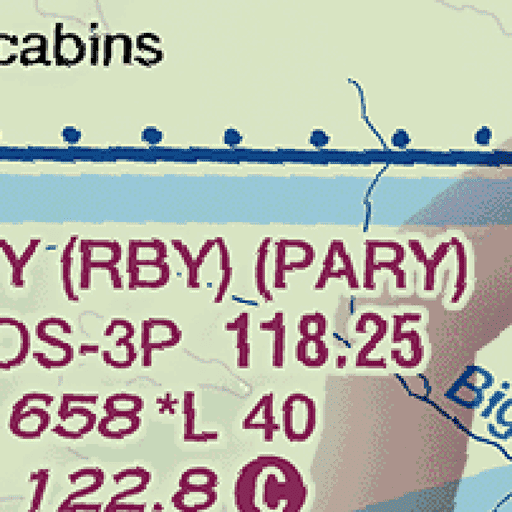 cabins
Y (RBY) (PARY)
OS-3P 118.25
658 *L 40
122.8 C
Big